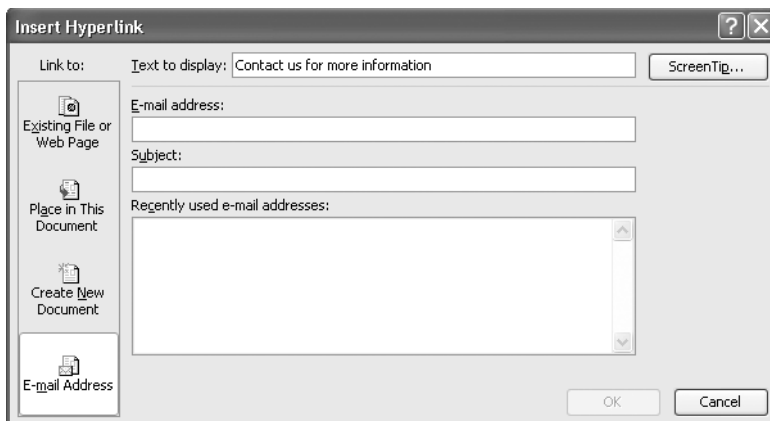 Insert Hyperlink
Link to:
Text to display: Contact us for more information
ScreenTip...
Existing File or
Web Page
Place in This
Document
Create New
Document
E-mail Address
E-mail address:
Subject:
Recently used e-mail addresses:
OK
Cancel